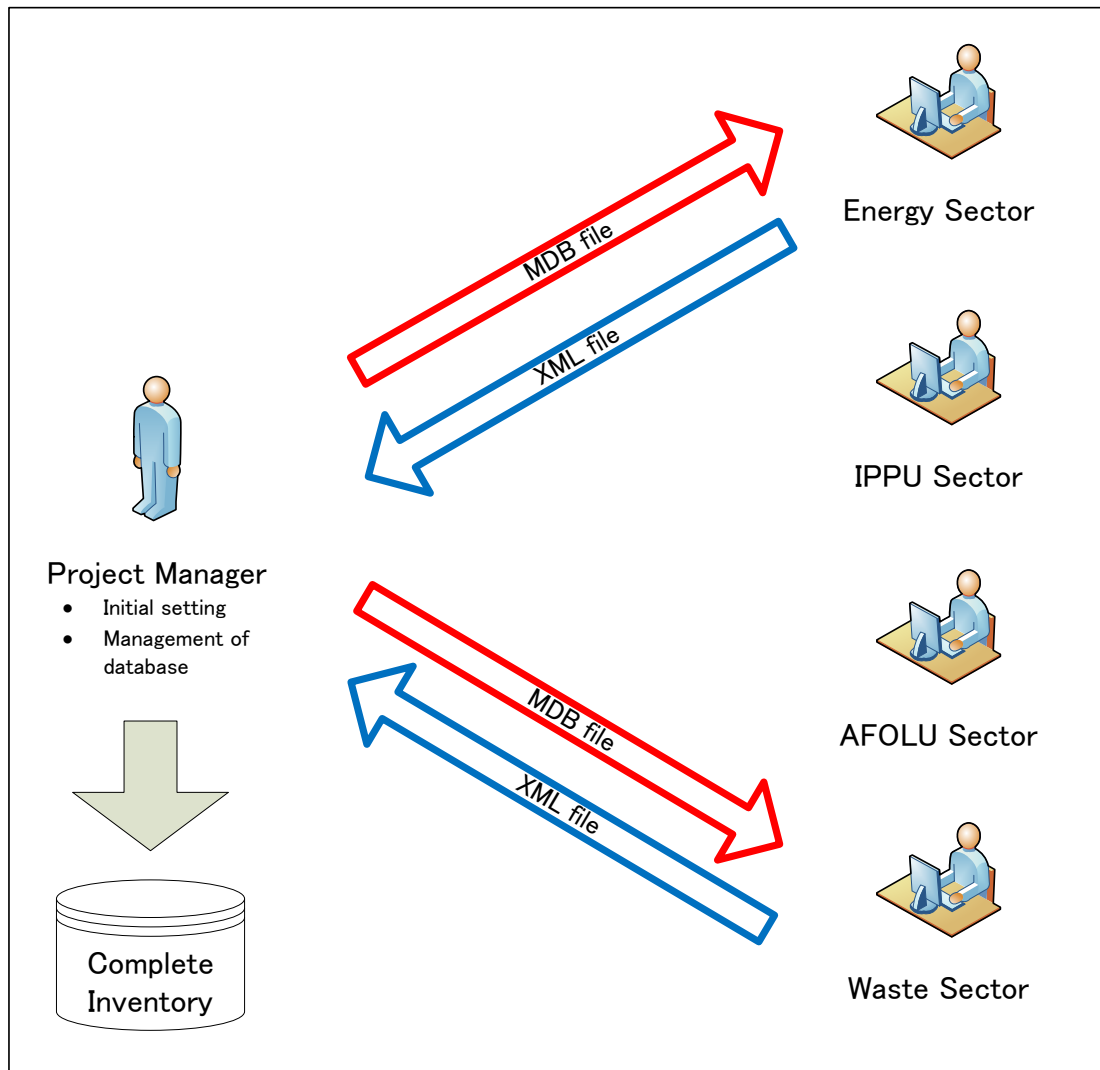 Energy Sector
MDB file
XML file
IPPU Sector
Project Manager
• Initial setting
• Management of
database
AFOLU Sector
MDB file
XML file
Complete
Inventory
Waste Sector